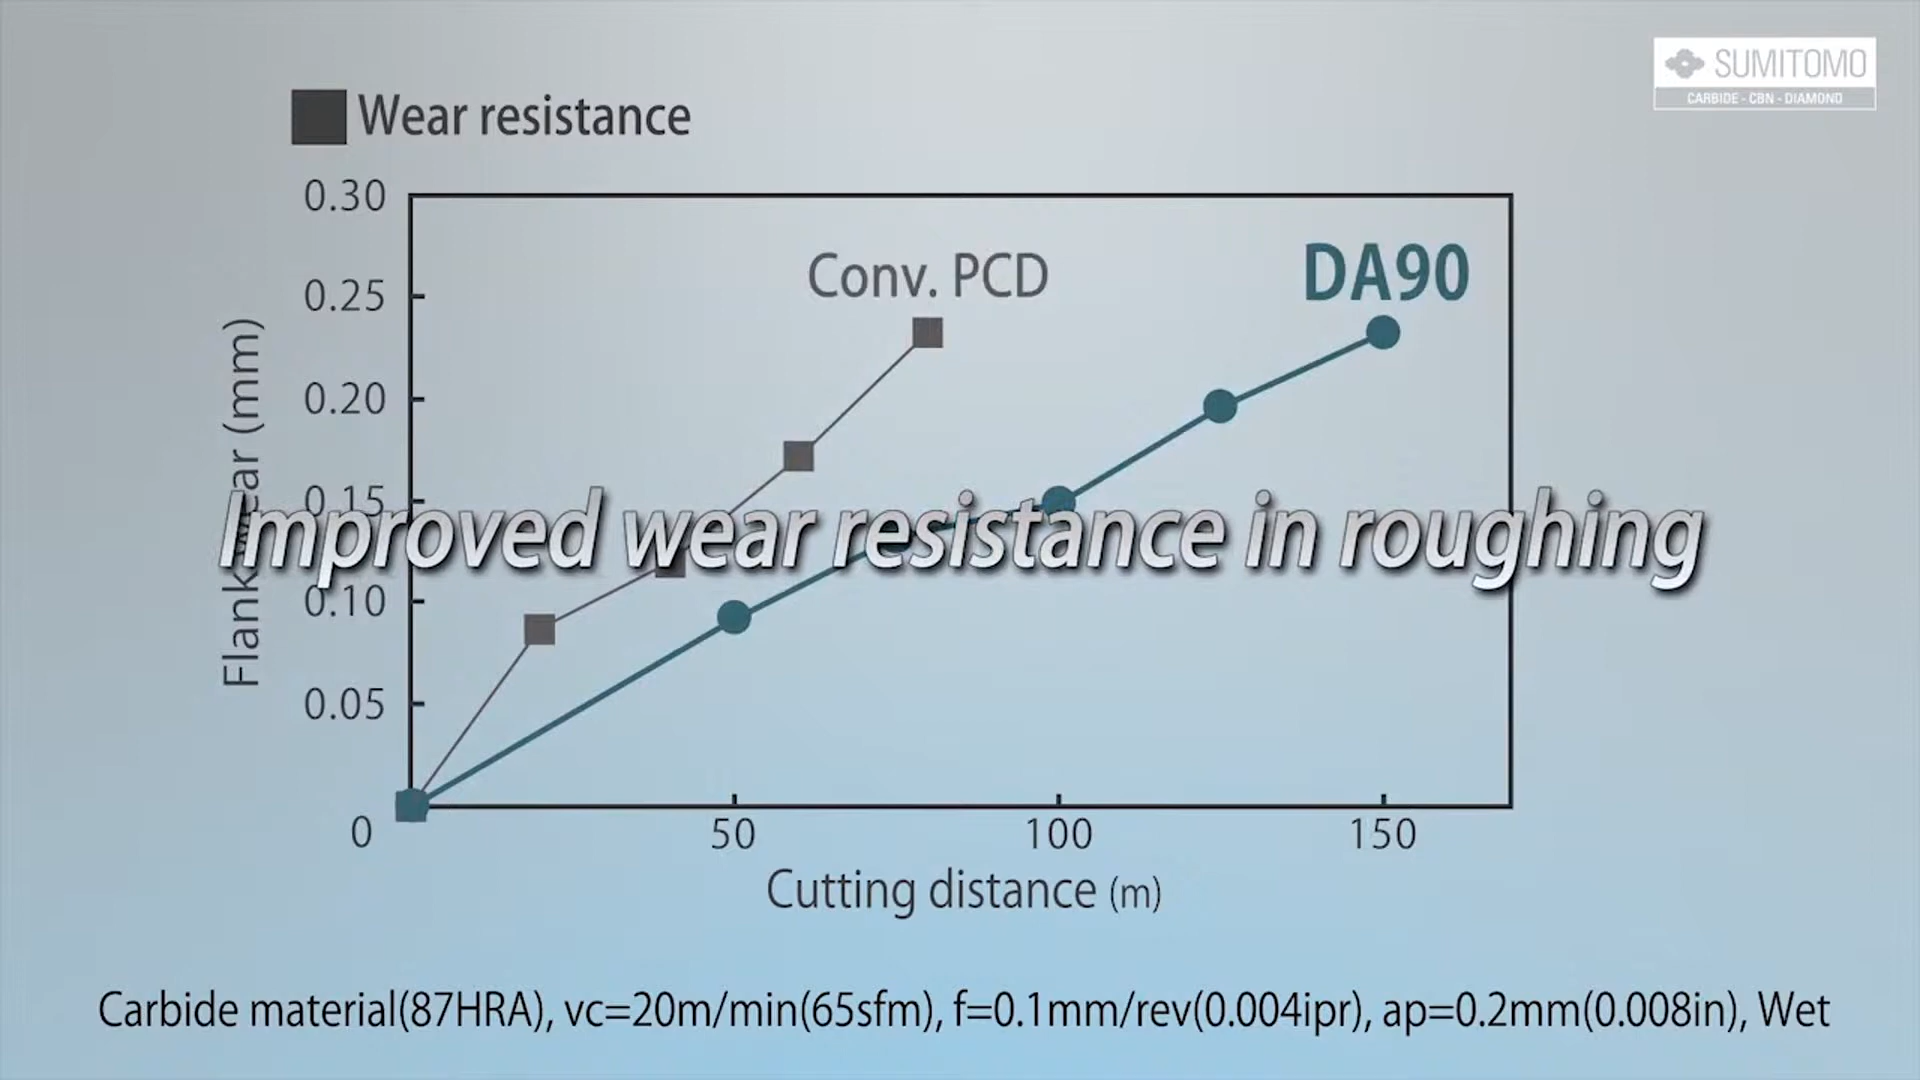 SUMITOMO
CARBIDE - CBN - DIAMOND
Wear resistance
0.30
0.25
0.20
0.15
0.10
0.05
0
Flank wear (mm)
Conv. PCD
DA90
Improved wear resistance in roughing
50
100
150
Cutting distance (m)
Carbide material(87HRA), vc=20m/min(65sfm), f=0.1mm/rev(0.004ipr), ap=0.2mm(0.008in), Wet